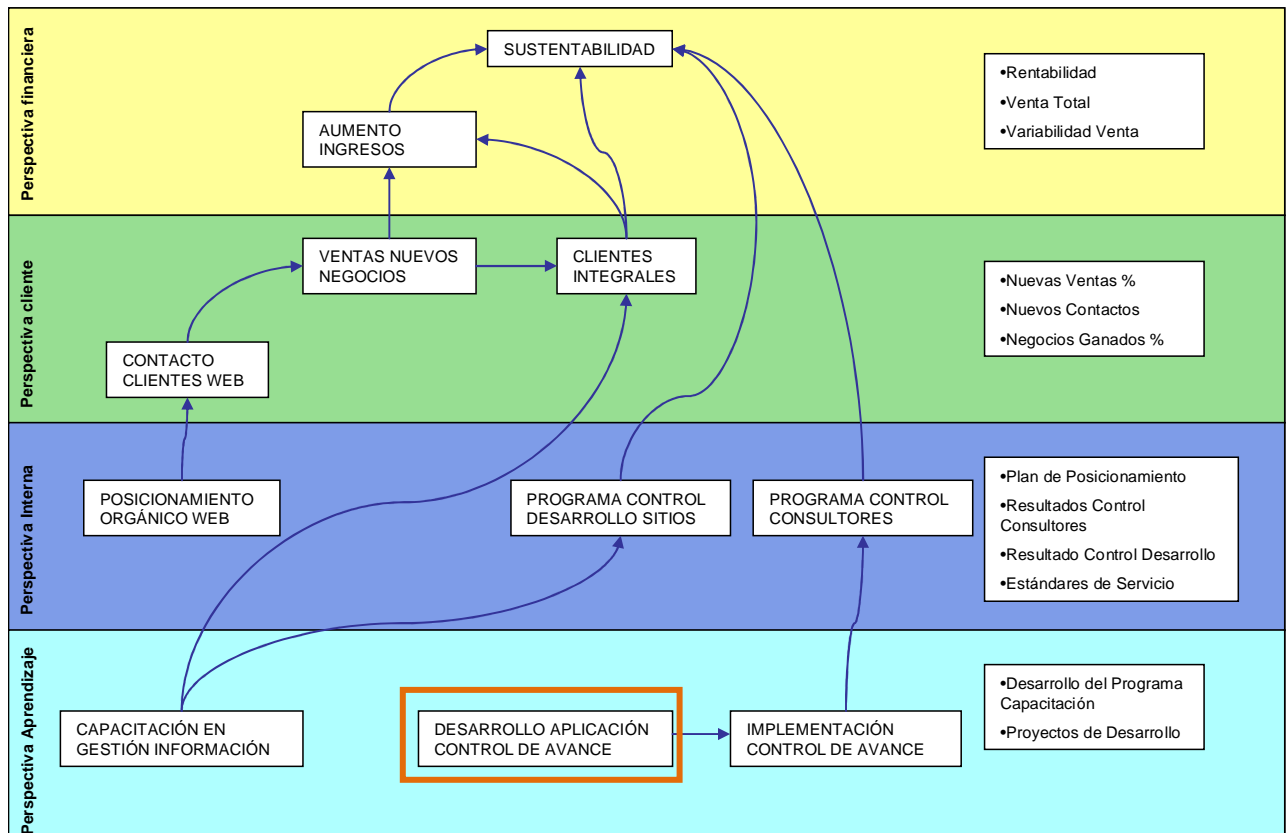 Perspectiva financiera
SUSTENTABILIDAD
AUMENTO
INGRESOS
•Rentabilidad
•Venta Total
•Variabilidad Venta
Perspectiva cliente
VENTAS NUEVOS
NEGOCIOS
CLIENTES
INTEGRALES
CONTACTO
CLIENTES WEB
•Nuevas Ventas %
•Nuevos Contactos
•Negocios Ganados %
Perspectiva Interna
POSICIONAMIENTO
ORGÁNICO WEB
PROGRAMA CONTROL
DESARROLLO SITIOS
PROGRAMA CONTROL
CONSULTORES
•Plan de Posicionamiento
•Resultados Control
Consultores
•Resultado Control Desarrollo
•Estándares de Servicio
Perspectiva Aprendizaje
CAPACITACIÓN EN
GESTIÓN INFORMACIÓN
DESARROLLO APLICACIÓN
CONTROL DE AVANCE
IMPLEMENTACIÓN
CONTROL DE AVANCE
•Desarrollo del Programa
Capacitación
•Proyectos de Desarrollo